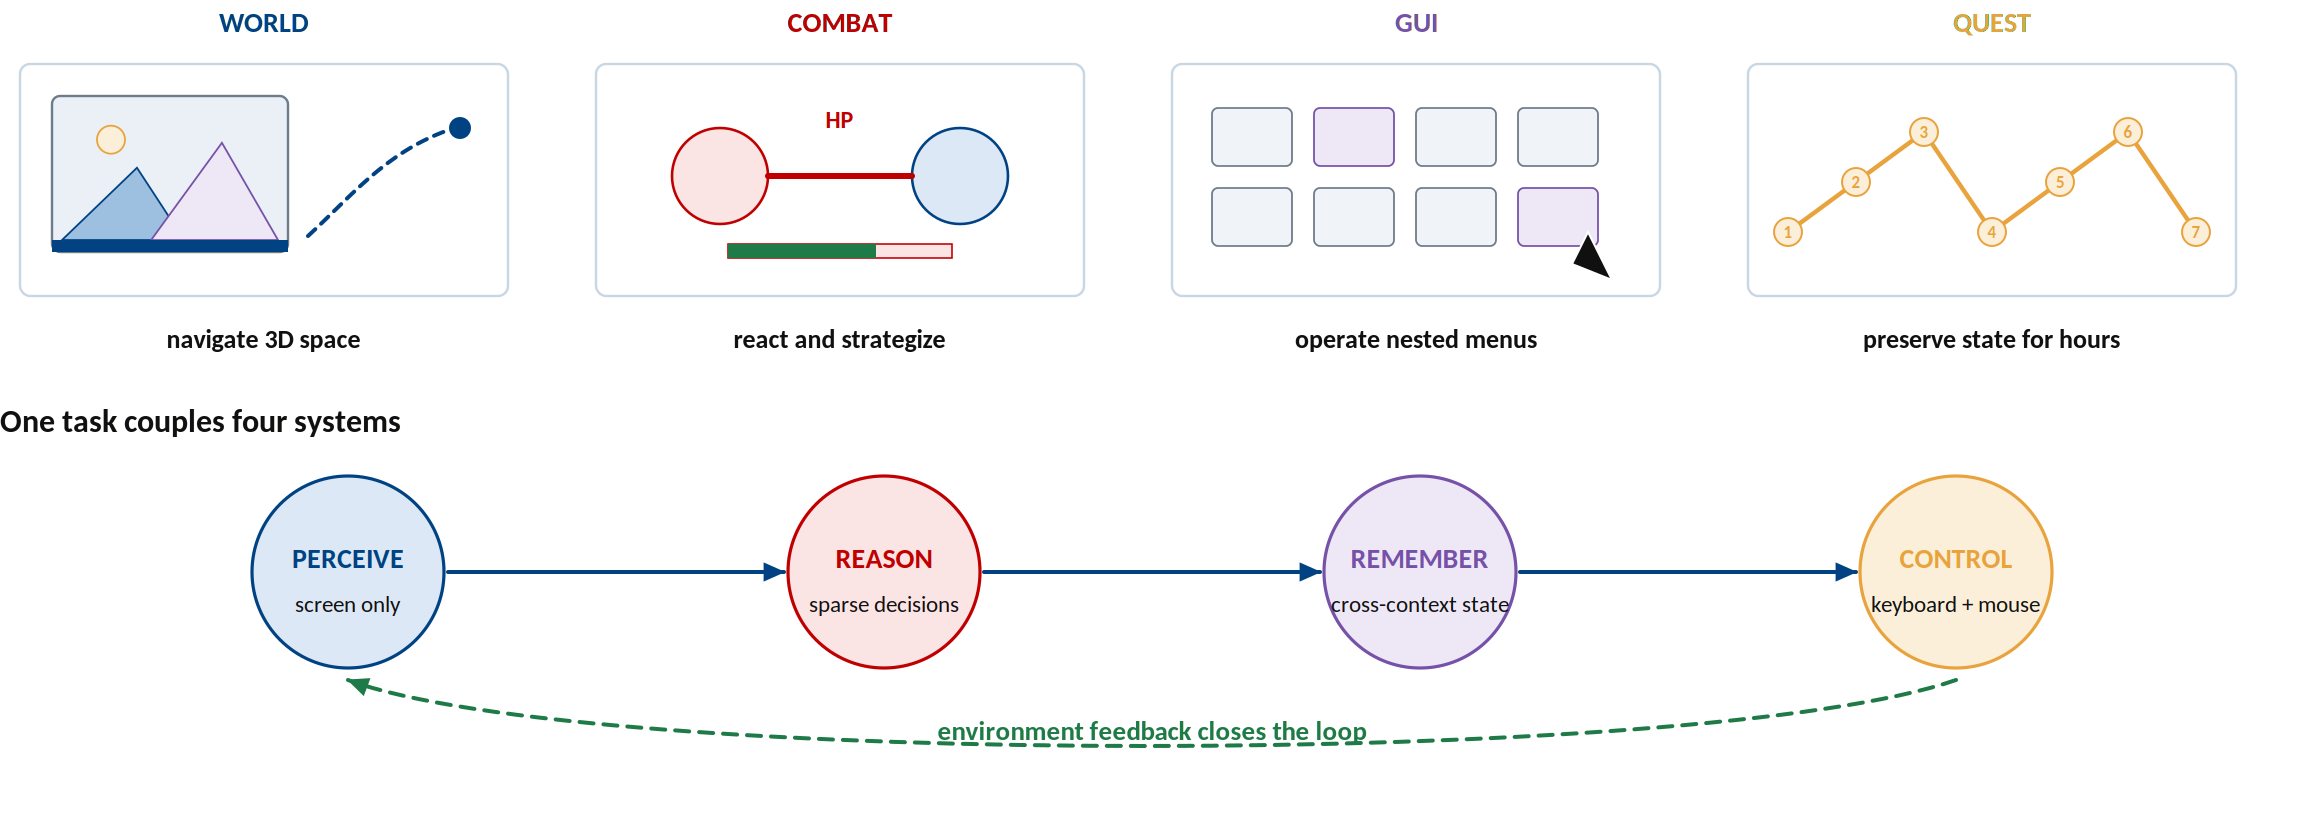 WORLD
COMBAT
GUI
QUEST
HP
1
2
3
4
5
6
7
navigate 3D space
react and strategize
operate nested menus
preserve state for hours
One task couples four systems
PERCEIVE
screen only
REASON
sparse decisions
REMEMBER
cross-context state
CONTROL
keyboard + mouse
environment feedback closes the loop